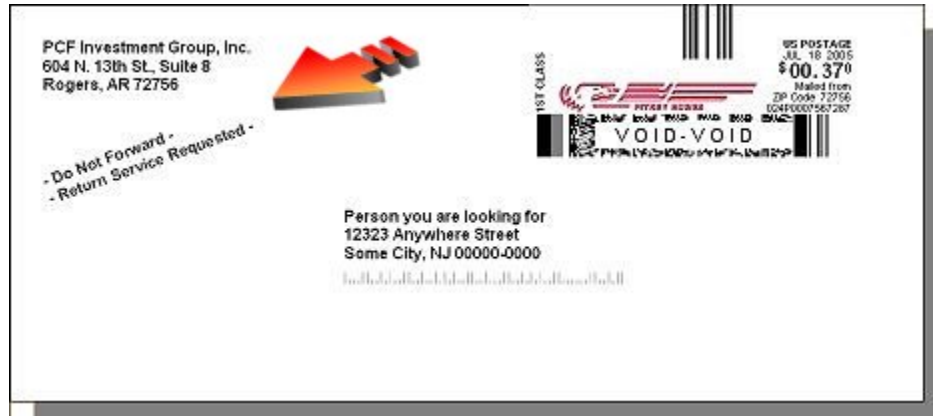 PCF Investment Group, Inc.
604 N. 13th St., Suite 8
Rogers, AR 72756
- Do Not Forward -
- Return Service Requested -
1ST CLASS
PITNEY BOWES
VOID-VOID
US POSTAGE
JUL 18 2005
$00.370
Mailed from
ZIP Code 72756
024P0007567287
Person you are looking for
12323 Anywhere Street
Some City, NJ 00000-0000